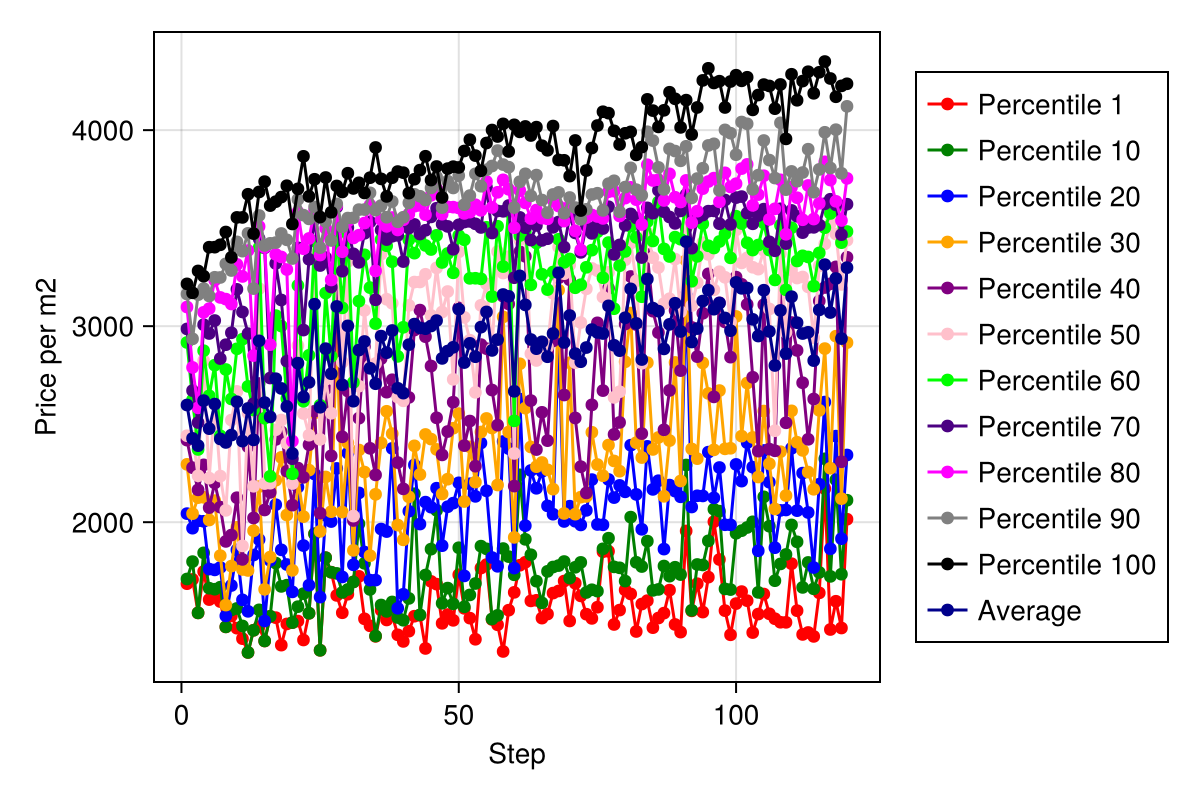 4000
3000
2000
Price per m2
0
50
100
Step
Percentile 1
Percentile 10
Percentile 20
Percentile 30
Percentile 40
Percentile 50
Percentile 60
Percentile 70
Percentile 80
Percentile 90
Percentile 100
Average